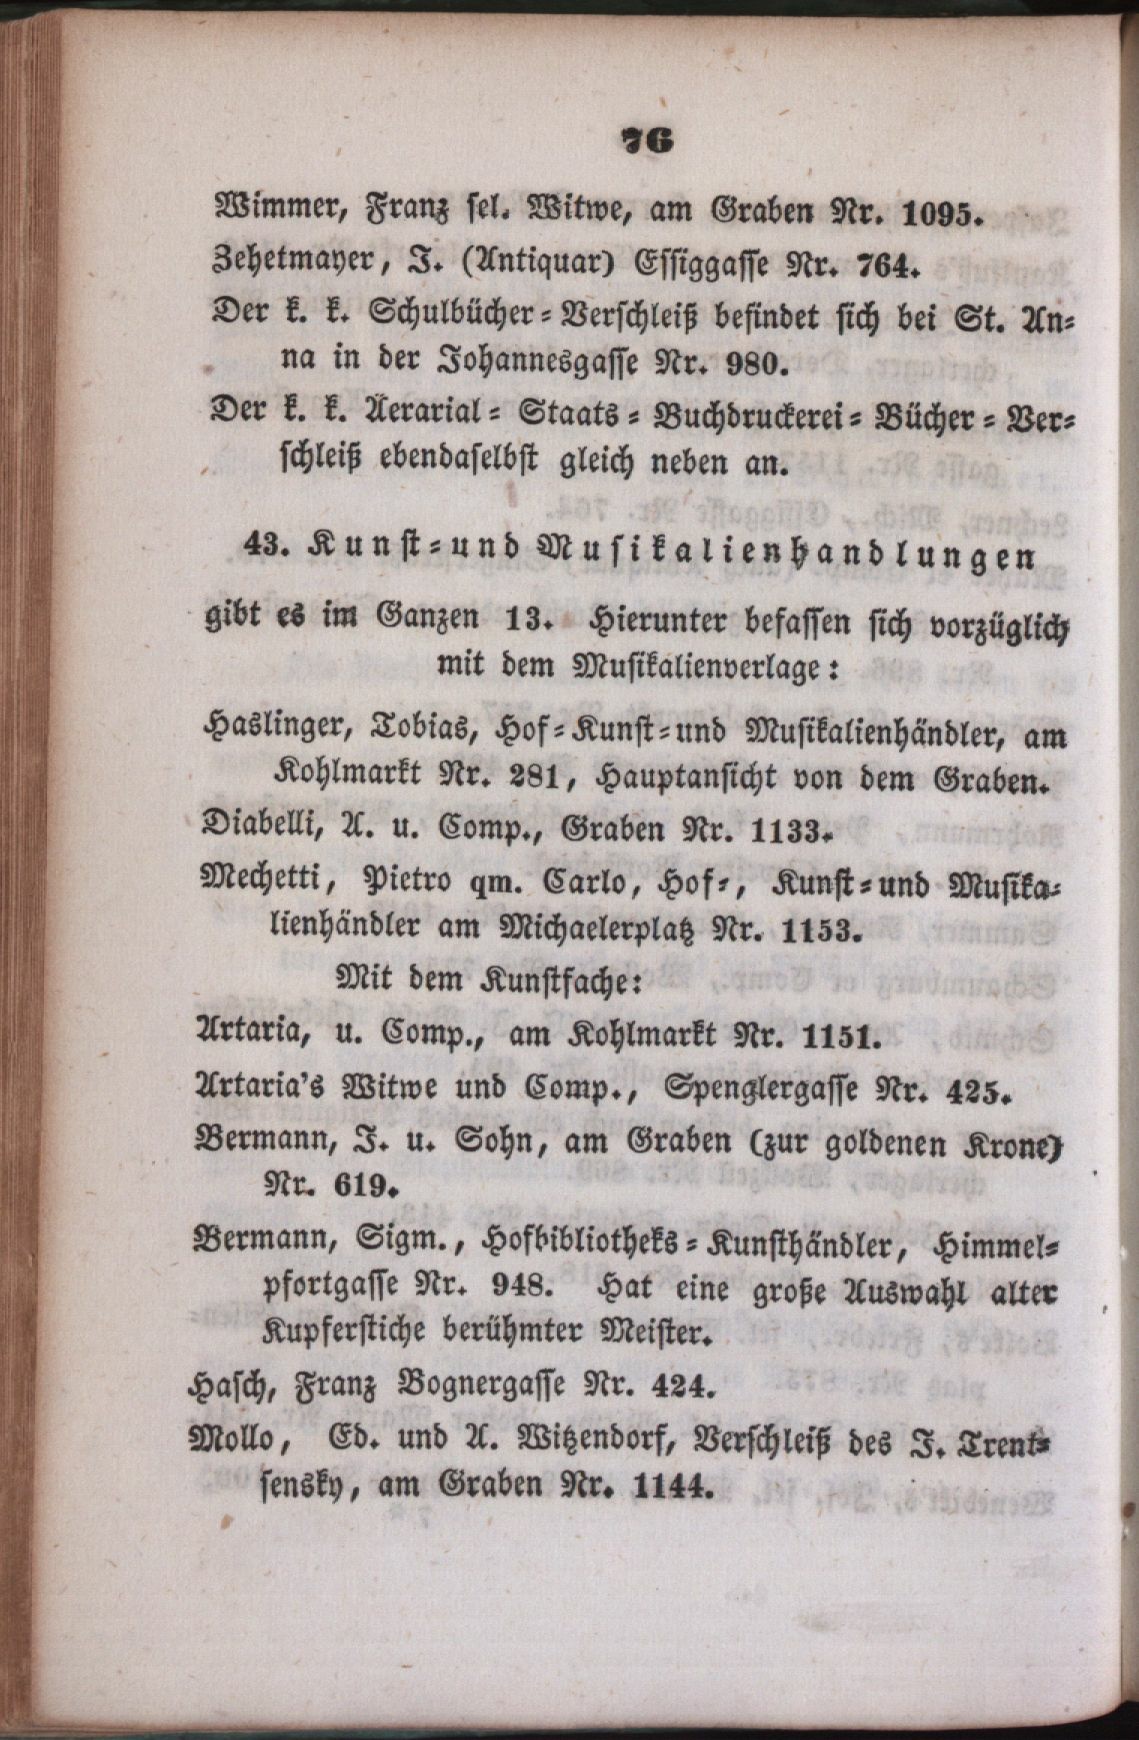 76
Wimmer, Franz sel. Witwe, am Graben Nr. 1095.
Zehetmayer, J. (Antiquar) Essiggasse Nr. 764.
Der k. k. Schulbücher-Verschleiß befindet sich bei St. An-
na in der Johannesgasse Nr. 980.
Der k. k. Aerarial-Staats-Buchdruckerei-Bücher-Ver-
schleiß ebendaselbst gleich neben an.
43. Kunst-und Musikalienhandlungen
gibt es im Ganzen 13. Hierunter befassen sich vorzüglich
mit dem Musikalienverlage:
Haslinger, Tobias, Hof-Kunst-und Musikalienhändler, am
Kohlmarkt Nr. 281, Hauptansicht von dem Graben.
Diabelli, A. u. Comp., Graben Nr. 1133.
Mechetti, Pietro qm. Carlo, Hof-, Kunst-und Musika-
lienhändler am Michaelerplatz Nr. 1153.
Mit dem Kunstfache:
Artaria, u. Comp., am Kohlmarkt Nr. 1151.
Artaria's Witwe und Comp., Spenglergasse Nr. 425.
Bermann, J. u. Sohn, am Graben (zur goldenen Krone)
Nr. 619.
Bermann, Sigm., Hofbibliotheks-Kunsthändler, Himmel-
pfortgasse Nr. 948. Hat eine große Auswahl alter
Kupferstiche berühmter Meister.
Hasch, Franz Bognergasse Nr. 424.
Mollo, Ed. und A. Witzendorf, Verschleiß des J. Trent-
sensky, am Graben Nr. 1144.